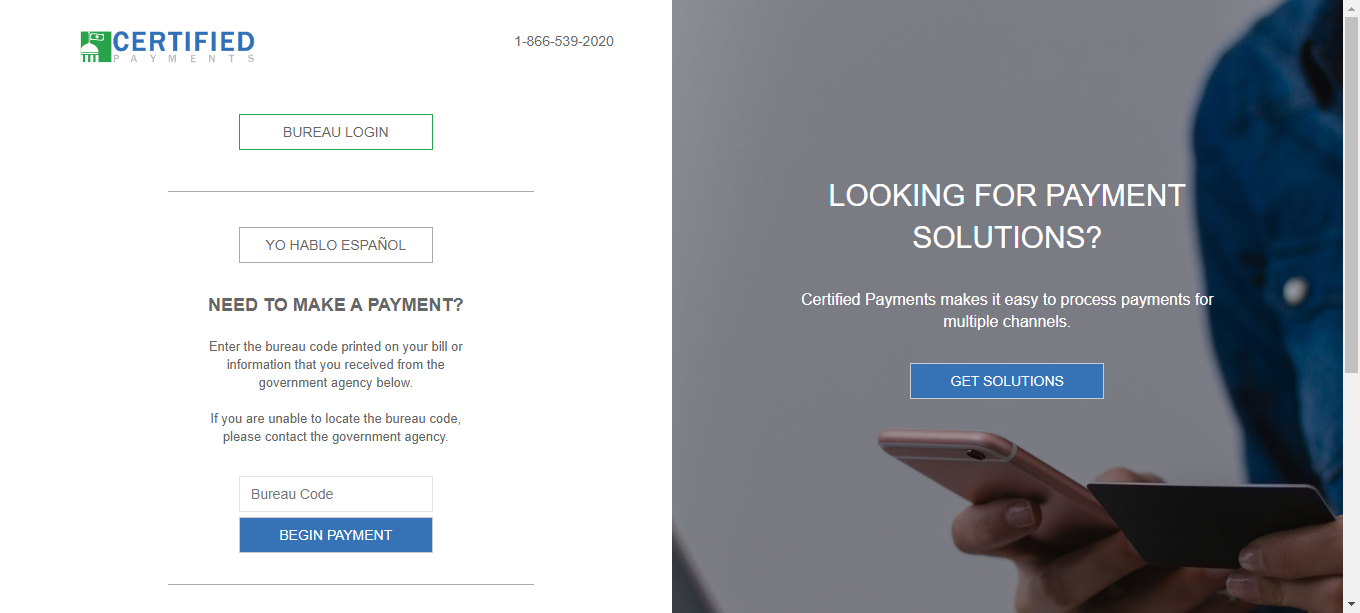 CERTIFIED
PAYMENTS
1-866-539-2020
BUREAU LOGIN
YO HABLO ESPAÑOL
NEED TO MAKE A PAYMENT?
Enter the bureau code printed on your bill or
information that you received from the
government agency below.
If you are unable to locate the bureau code,
please contact the government agency.
Bureau Code
BEGIN PAYMENT
LOOKING FOR PAYMENT
SOLUTIONS?
Certified Payments makes it easy to process payments for
multiple channels.
GET SOLUTIONS